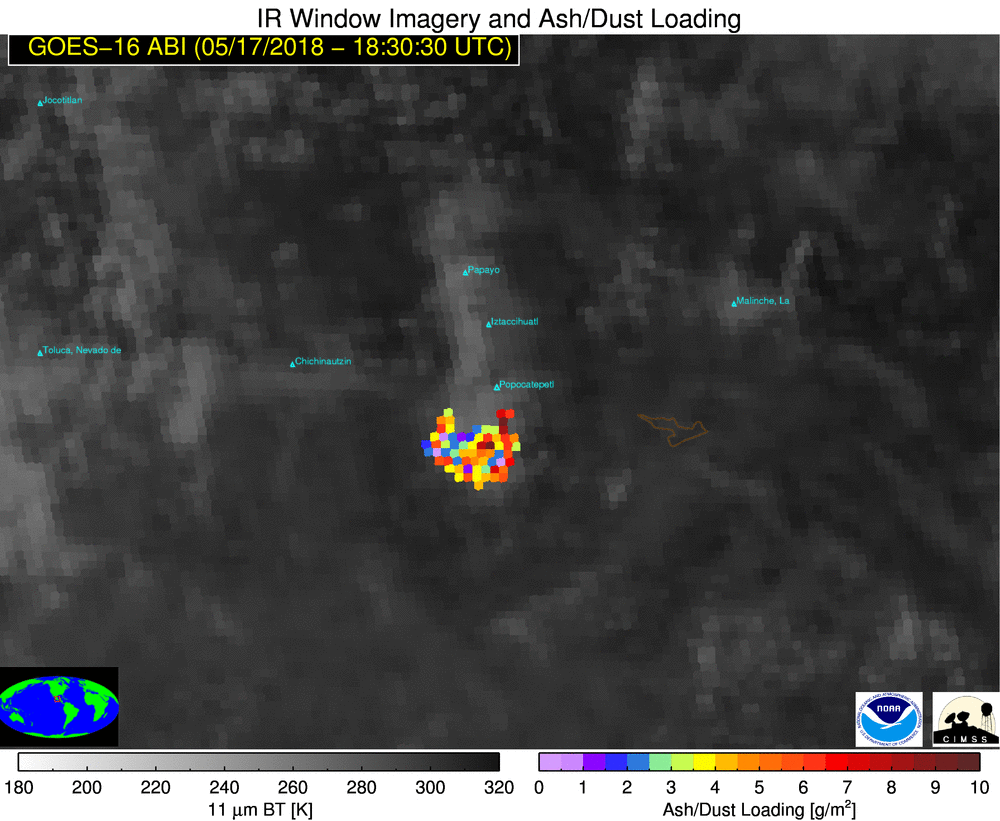 IR Window Imagery and Ash/Dust Loading
GOES−16 ABI (05/17/2018 − 18:30:30 UTC)
Jocotitlan
Papayo
Malinche, La
Iztaccihuatl
Toluca, Nevado de
Chichinautzin
Popocatepetl
NOAA
CIMSS
180 200 220 240 260 280 300 320
11 μm BT [K]
0 1 2 3 4 5 6 7 8 9 10
Ash/Dust Loading [g/m²]